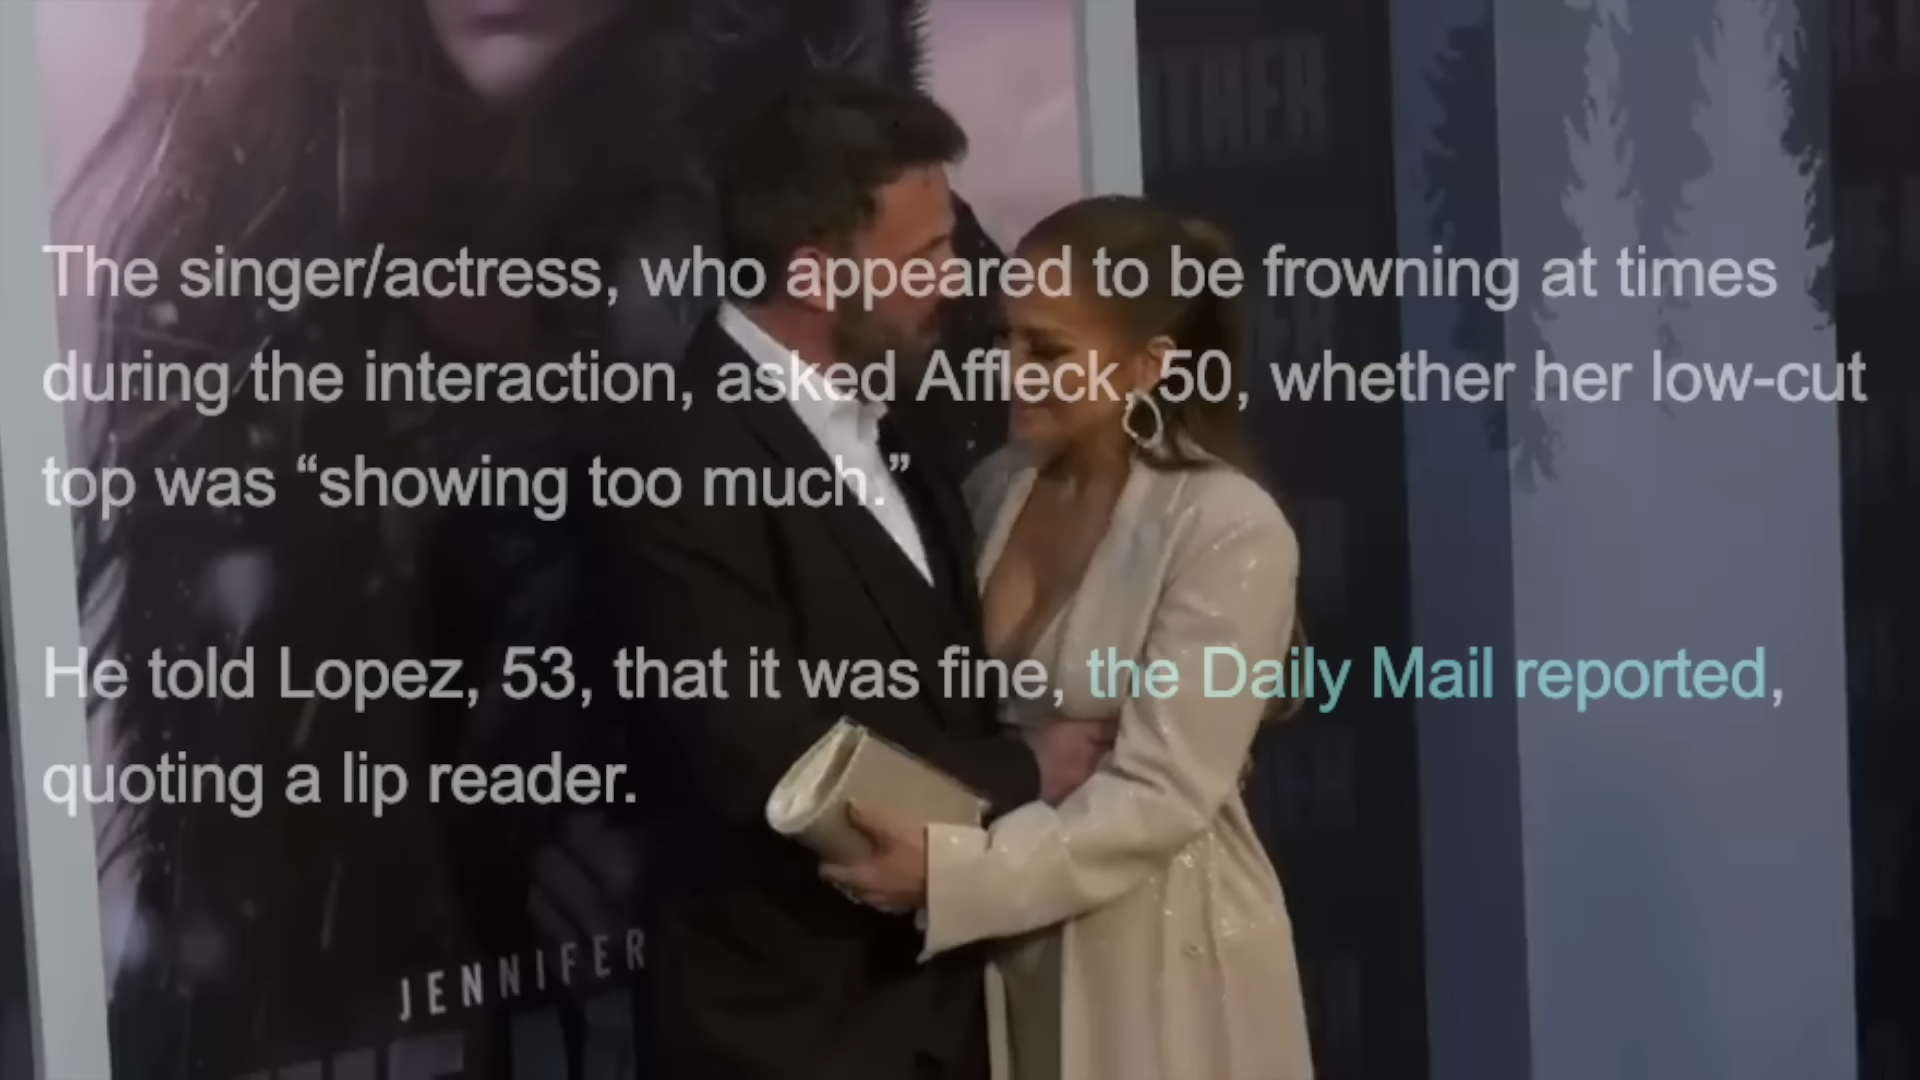 The singer/actress, who appeared to be frowning at times
during the interaction, asked Affleck, 50, whether her low-cut
top was “showing too much.”
He told Lopez, 53, that it was fine, the Daily Mail reported,
quoting a lip reader.
JENNIFER